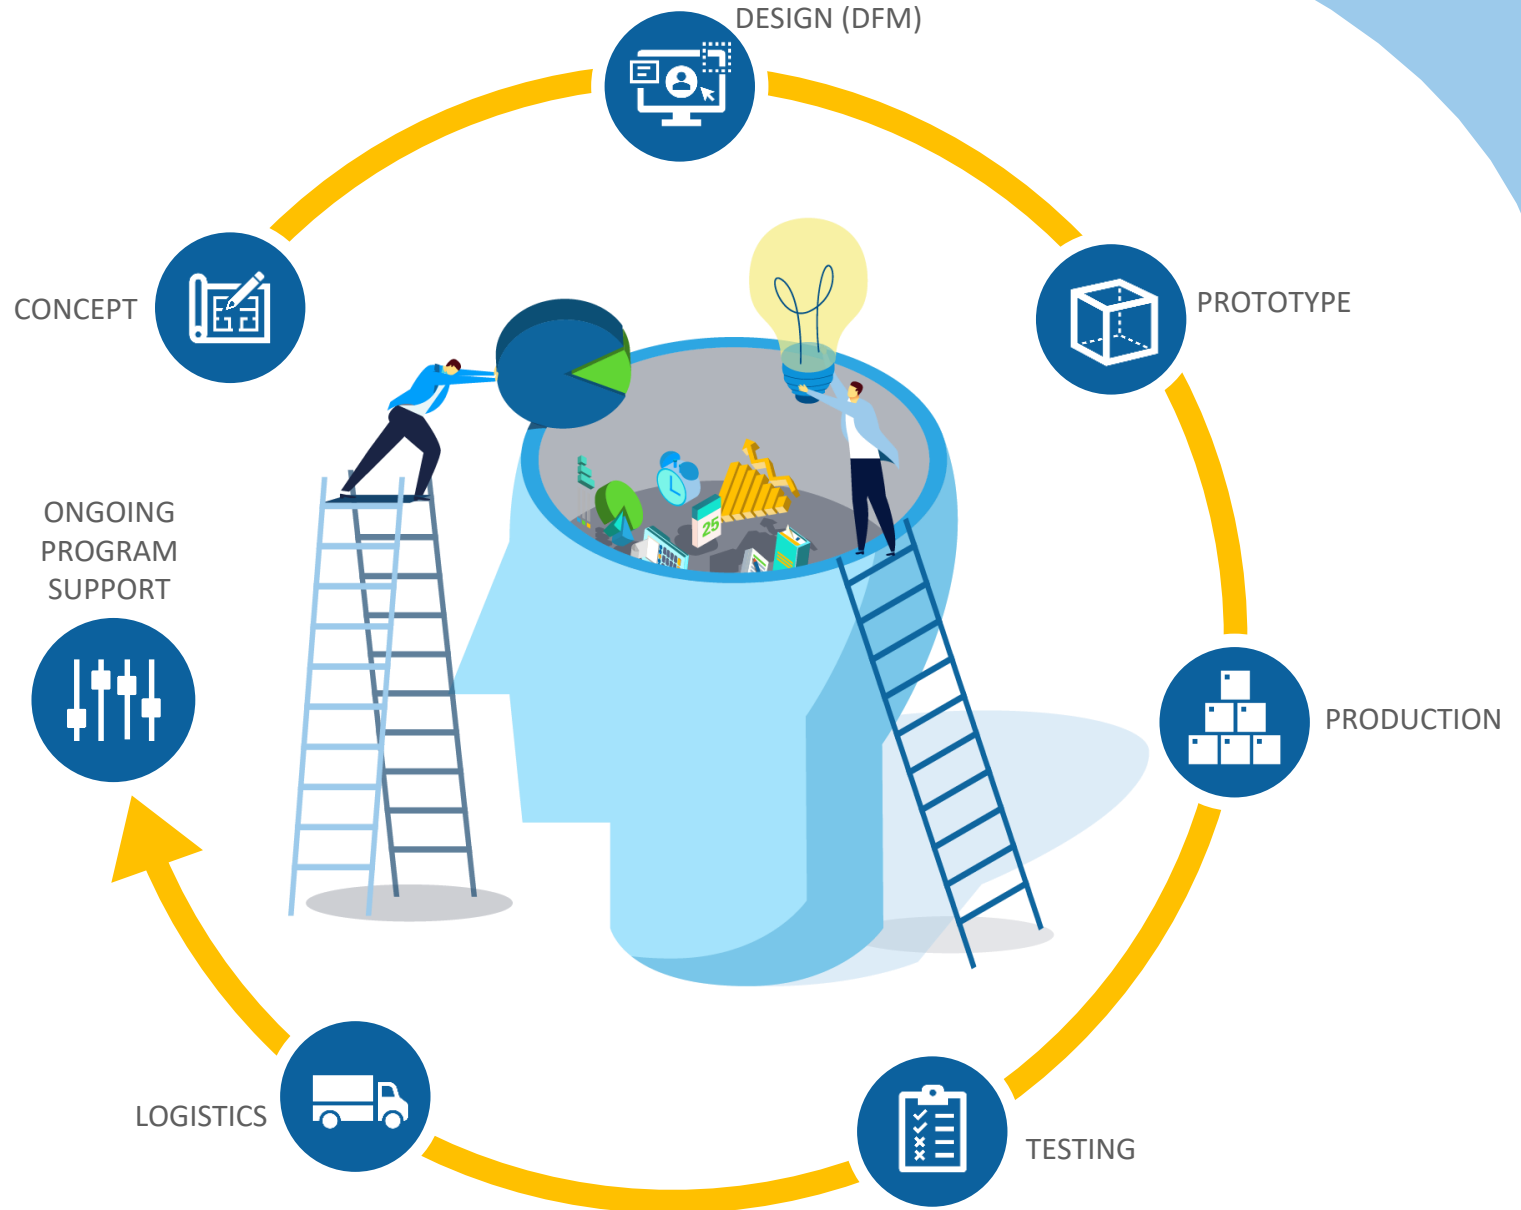 DESIGN (DFM)
CONCEPT
PROTOTYPE
ONGOING
PROGRAM
SUPPORT
25
PRODUCTION
LOGISTICS
TESTING